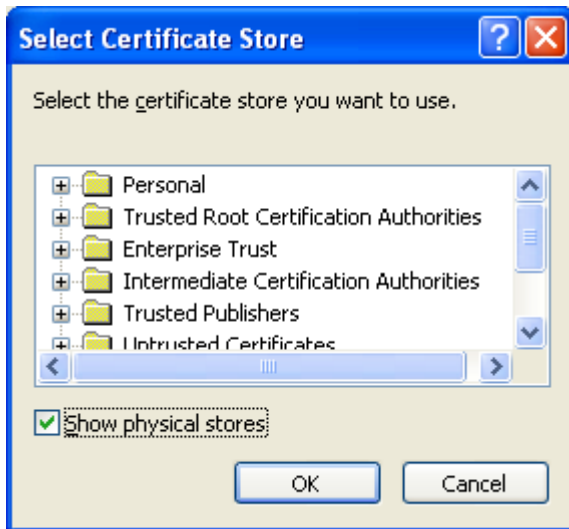 Select Certificate Store
Select the certificate store you want to use.
Personal
Trusted Root Certification Authorities
Enterprise Trust
Intermediate Certification Authorities
Trusted Publishers
Untrusted Certificates
Show physical stores
OK Cancel